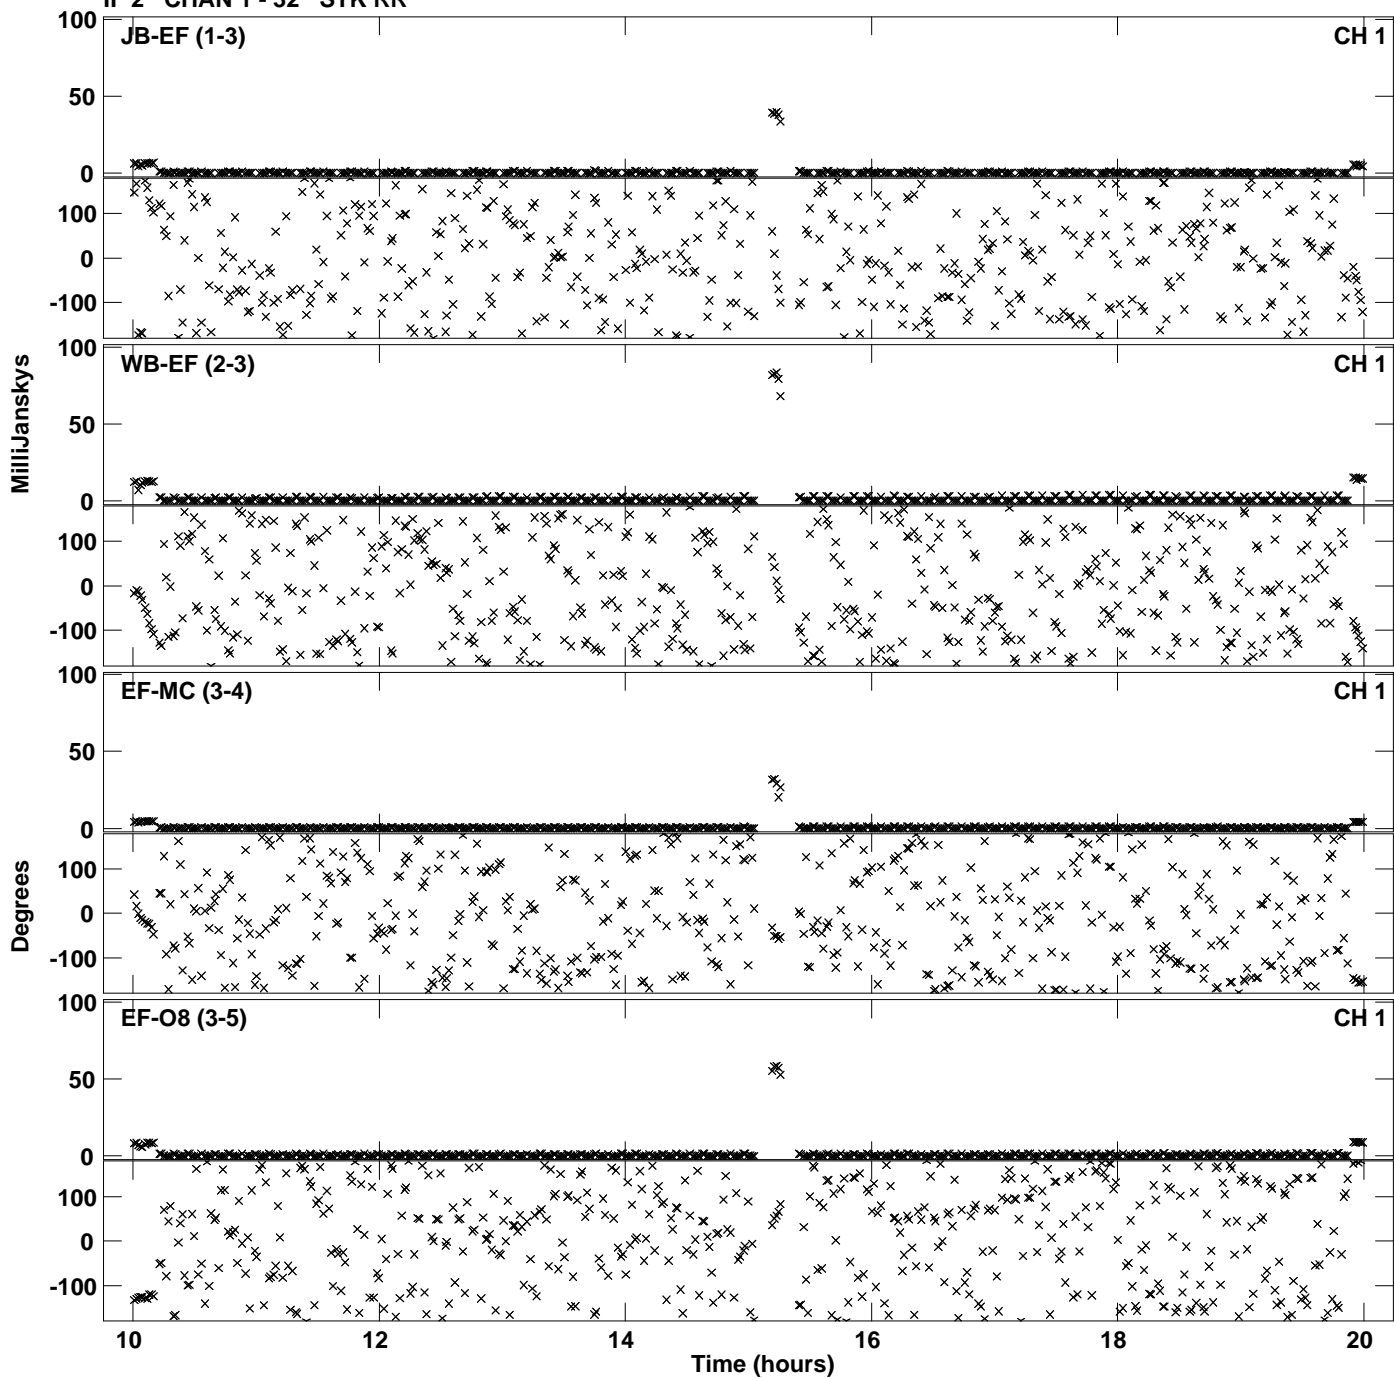 IF 2 CHAN 1 - 32 STK RR
100
JB-EF (1-3)
CH 1
50
0
100
0
-100
100
WB-EF (2-3)
CH 1
50
0
100
0
-100
MilliJanskys
100
EF-MC (3-4)
CH 1
50
0
100
0
-100
Degrees
100
EF-O8 (3-5)
CH 1
50
0
100
0
-100
10 12 14 16 18 20
Time (hours)